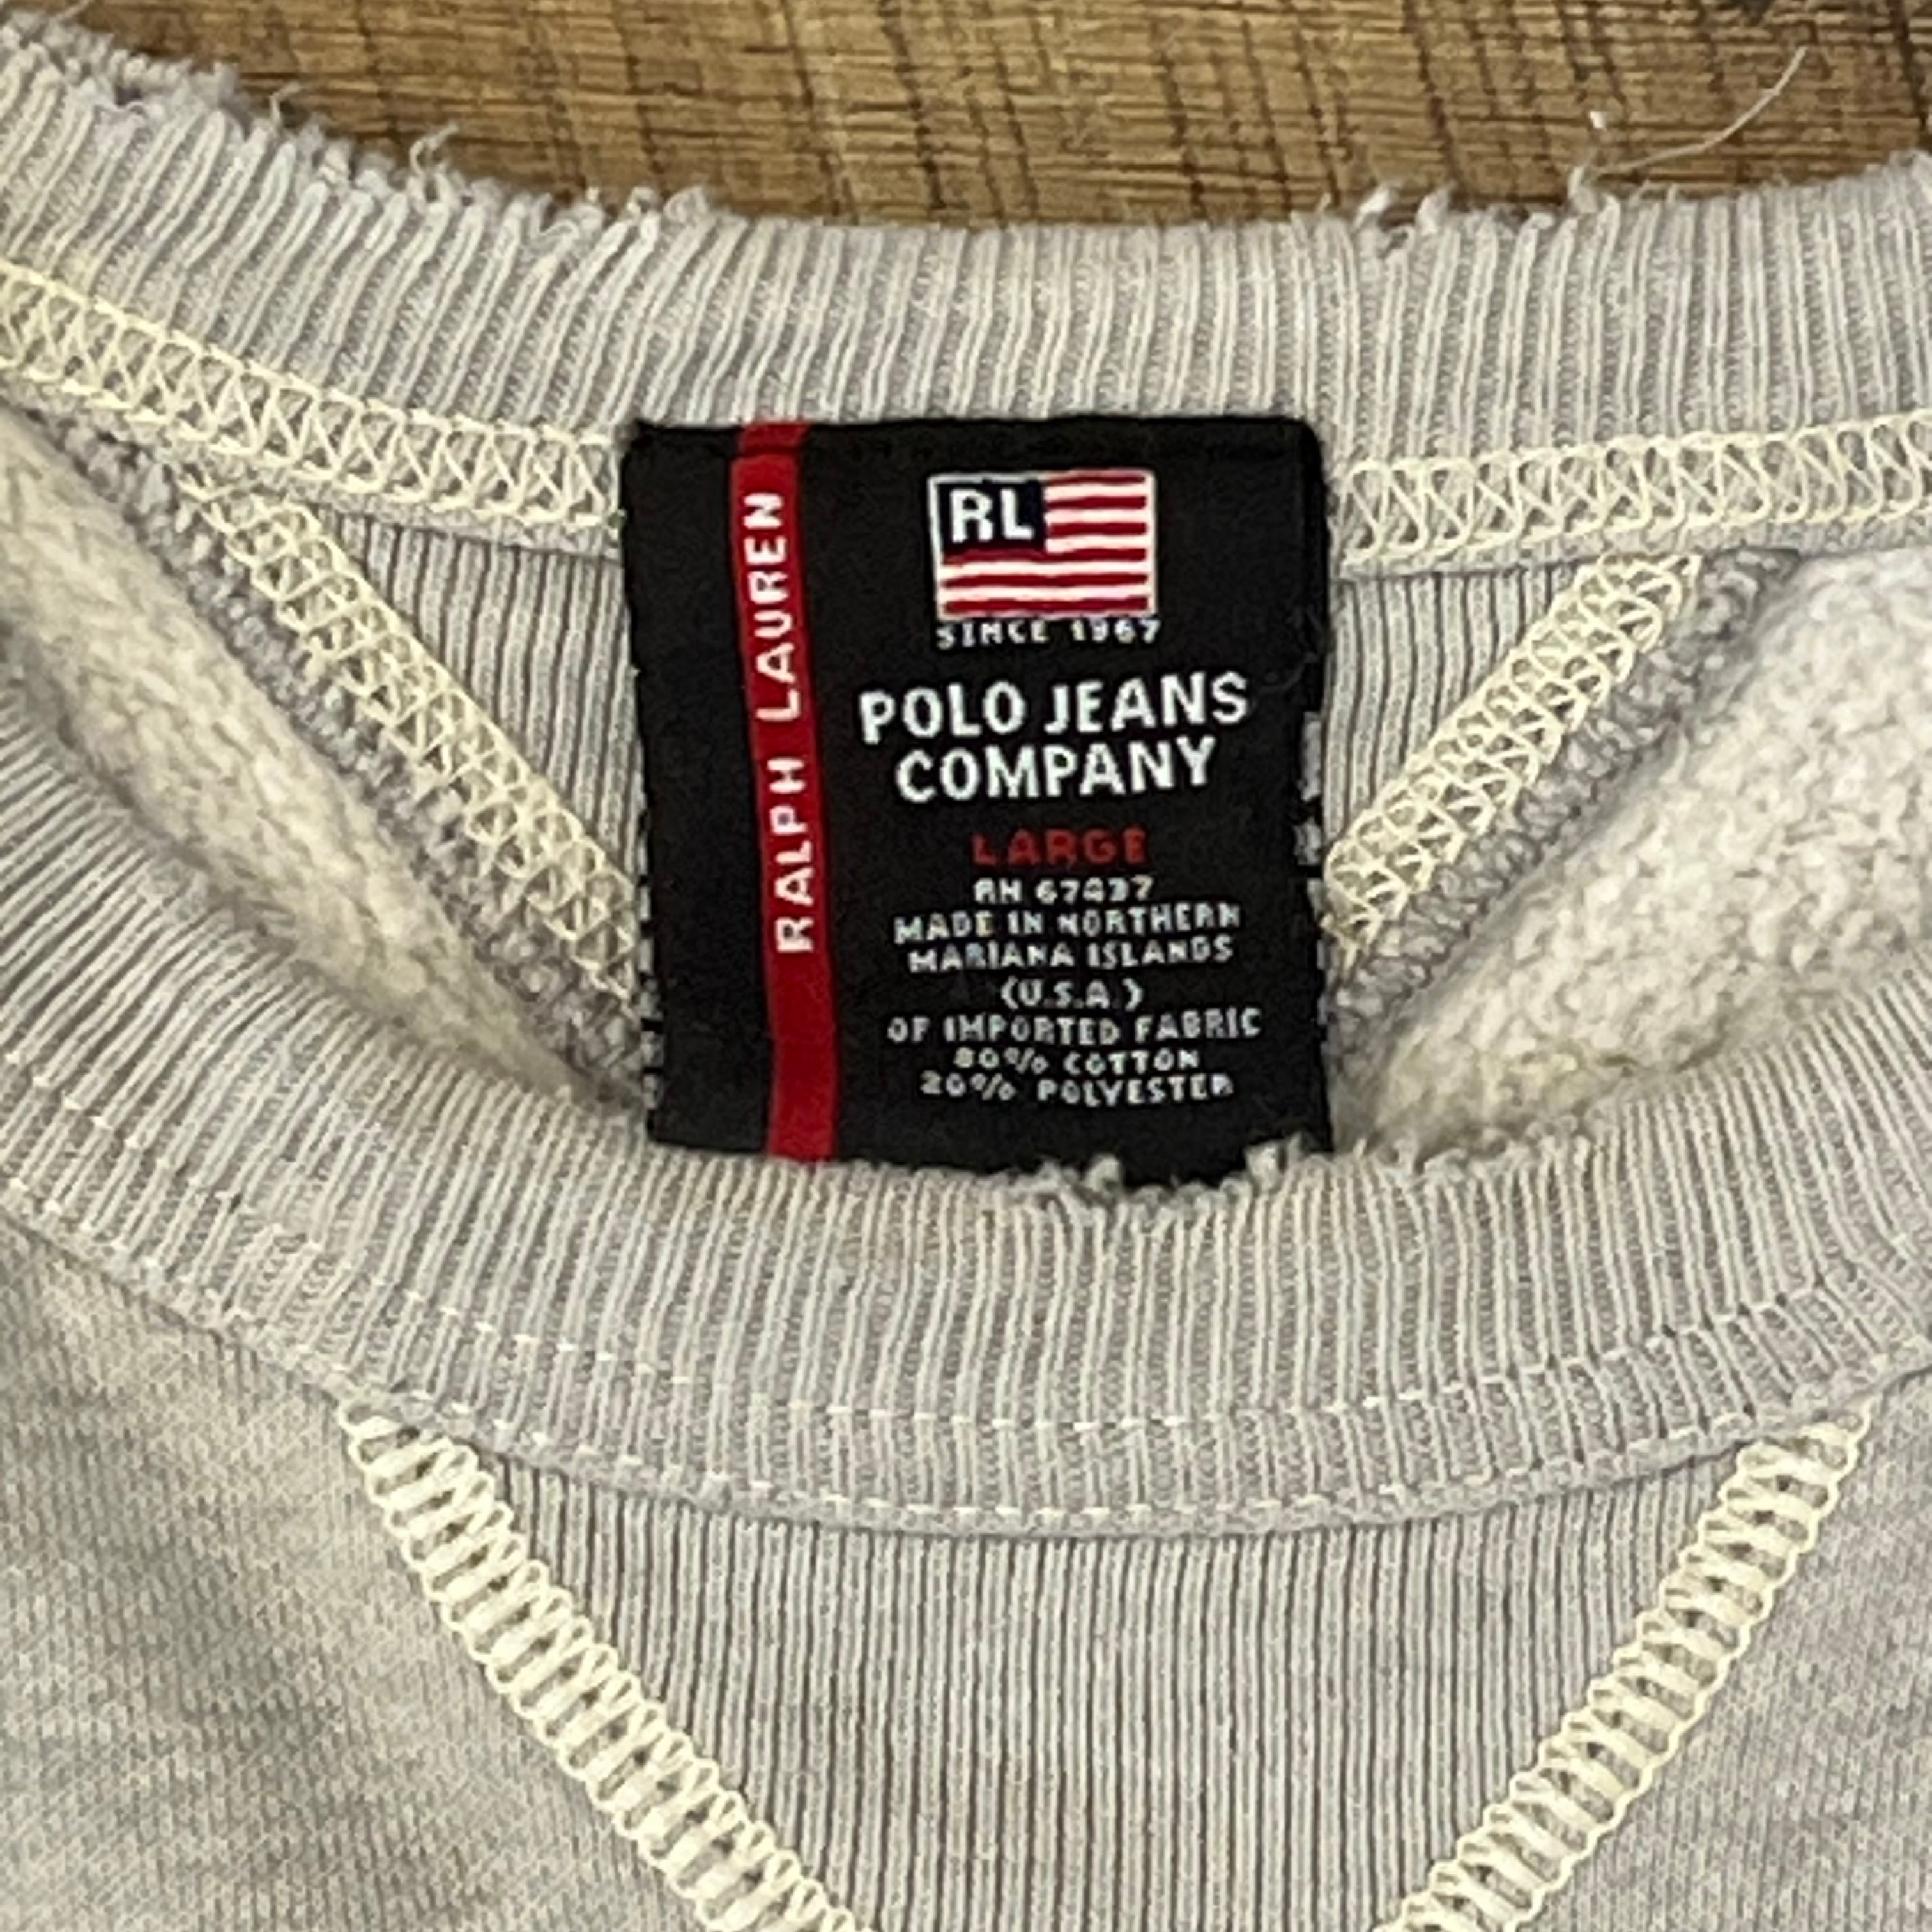 RALPH LAUREN
RL
SINCE 1967
POLO JEANS
COMPANY
LARGE
RN 67437
MADE IN NORTHERN
MARIANA ISLANDS
(U.S.A.)
OF IMPORTED FABRIC
80% COTTON
20% POLYESTER